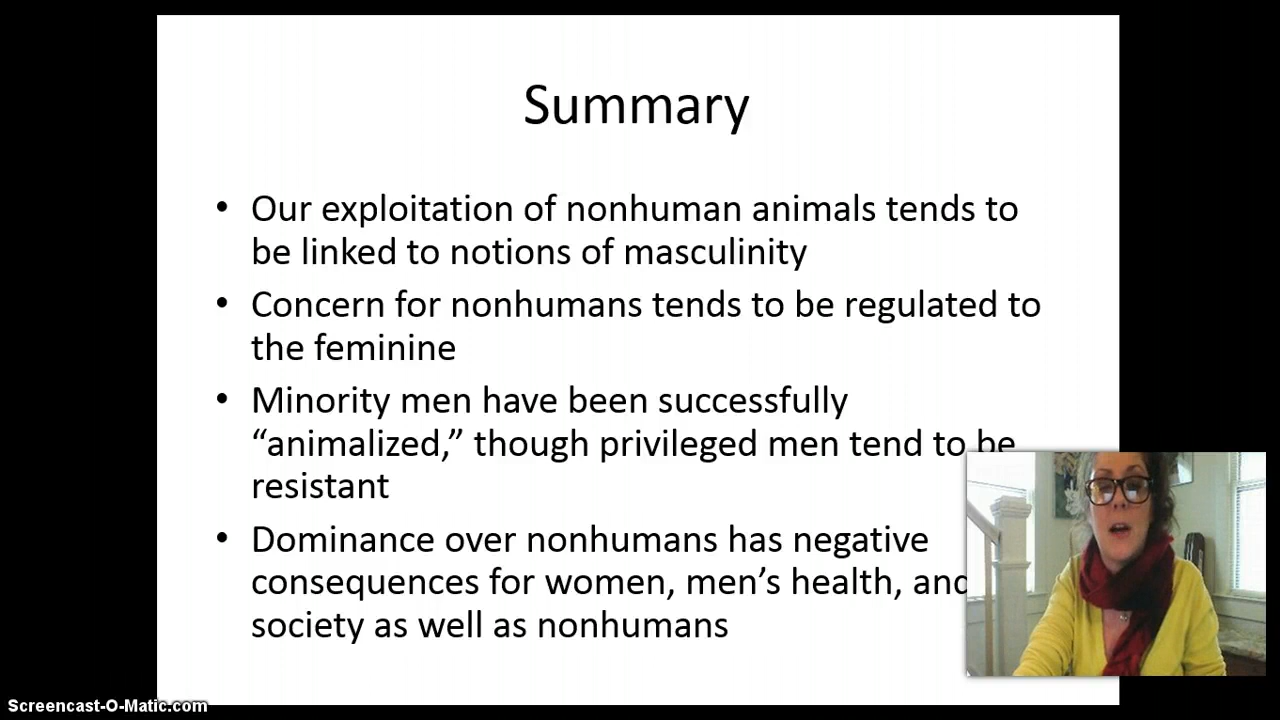 Summary
• Our exploitation of nonhuman animals tends to
be linked to notions of masculinity
• Concern for nonhumans tends to be regulated to
the feminine
• Minority men have been successfully
“animalized,” though privileged men tend to be
resistant
• Dominance over nonhumans has negative
consequences for women, men’s health, and
society as well as nonhumans
Screencast-O-Matic.com